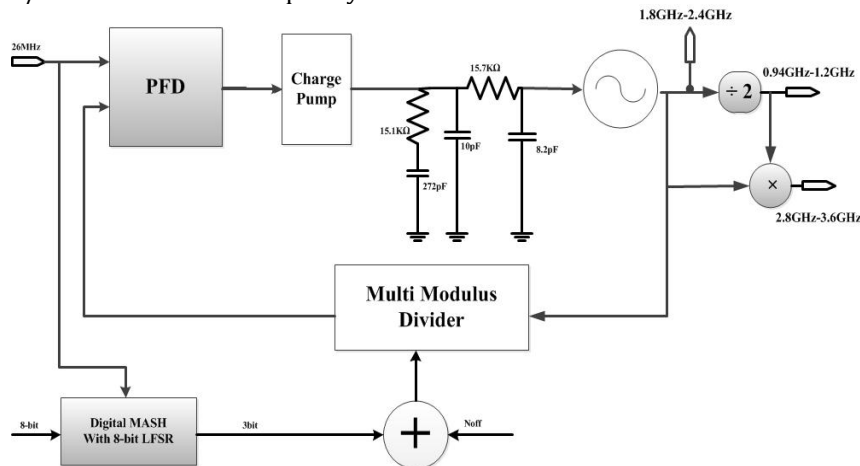 1.8GHz-2.4GHz
26MHz
PFD
Charge
Pump
15.7KΩ
÷ 2
0.94GHz-1.2GHz
15.1KΩ
10pF
8.2pF
272pF
×
2.8GHz-3.6GHz
Multi Modulus
Divider
8-bit
Digital MASH
With 8-bit LFSR
3bit
+
Noff